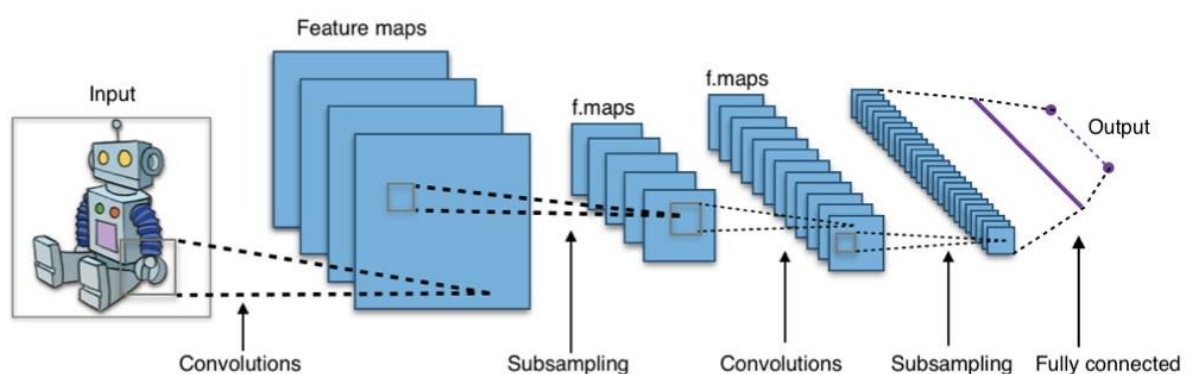 Feature maps
f.maps
Input
f.maps
Output
Convolutions
Subsampling
Convolutions
Subsampling
Fully connected